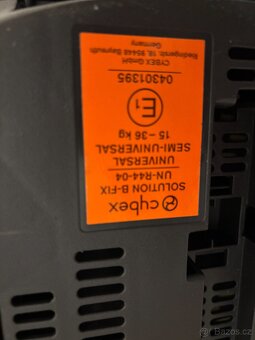 cybex
SOLUTION B-FIX
UN-R44-04
UNIVERSAL
SEMI-UNIVERSAL
15 – 36 kg
E1
04301395
CYBEX GmbH
Riedingerstr. 18, 95448 Bayreuth
Germany
Bazos.cz